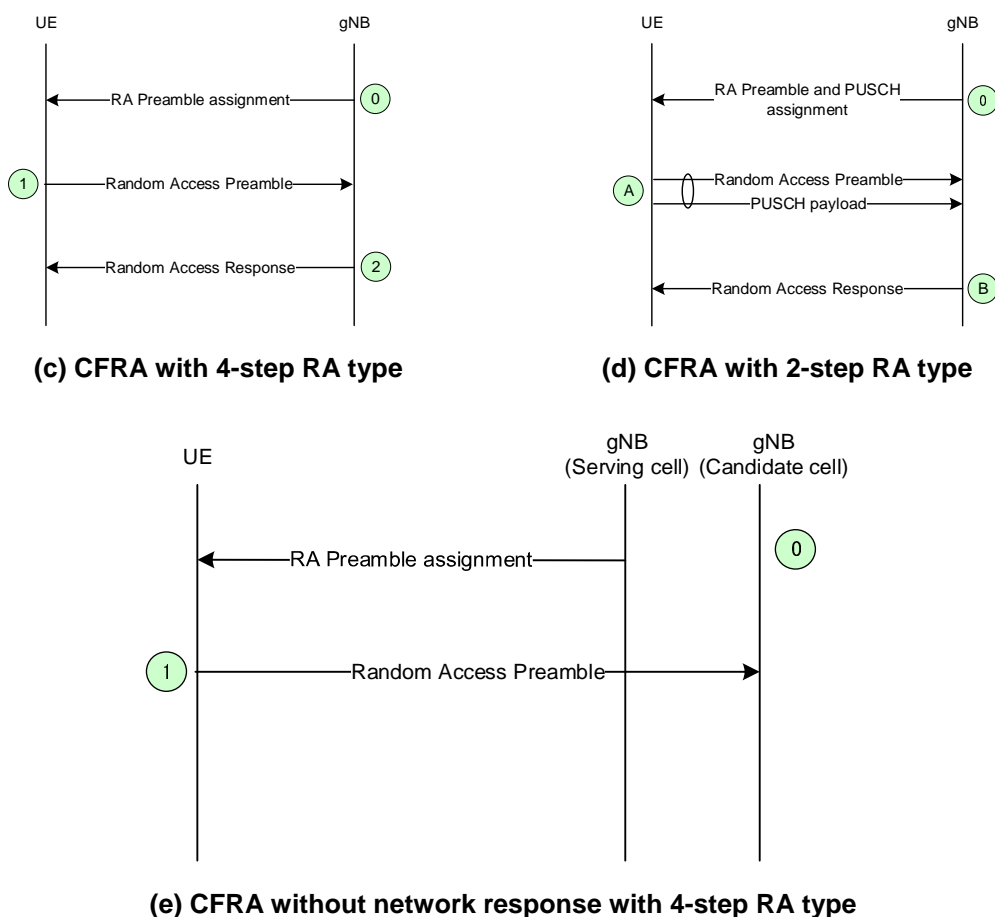 UE
gNB
RA Preamble assignment
0
1
Random Access Preamble
Random Access Response
2
(c) CFRA with 4-step RA type
UE
gNB
RA Preamble and PUSCH
assignment
0
A
Random Access Preamble
PUSCH payload
Random Access Response
B
(d) CFRA with 2-step RA type
UE
gNB
(Serving cell)
gNB
(Candidate cell)
RA Preamble assignment
0
1
Random Access Preamble
(e) CFRA without network response with 4-step RA type